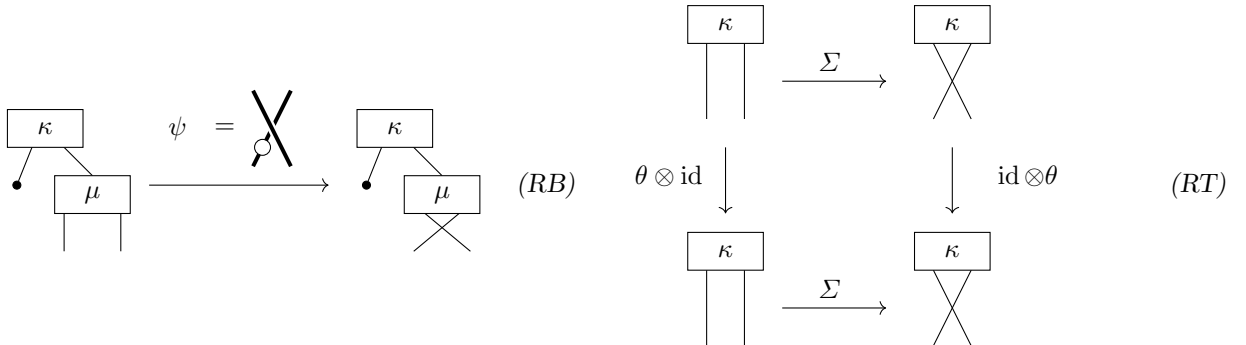 κ κ
Σ
ψ =
κ κ
μ μ
(RB)
θ ⊗ id id ⊗θ (RT)
κ κ
Σ